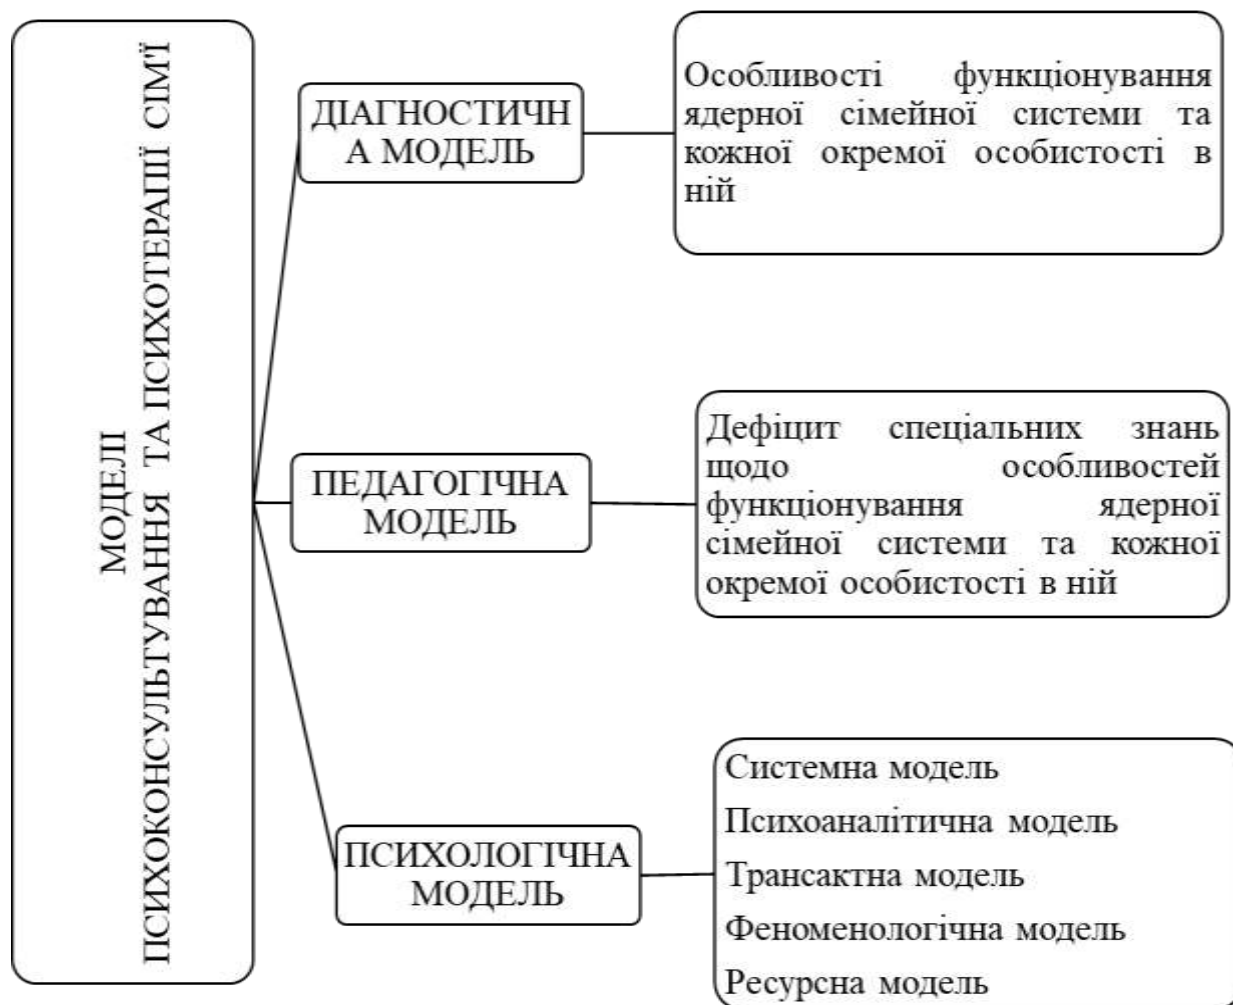 МОДЕЛІ
ПСИХОКОНСУЛЬТУВАННЯ ТА ПСИХОТЕРАПІЇ СІМ'Ї
ДІАГНОСТИЧН
А МОДЕЛЬ
Особливості функціонування
ядерної сімейної системи та
кожної окремої особистості в
ній
ПЕДАГОГІЧНА
МОДЕЛЬ
Дефіцит спеціальних знань
щодо особливостей
функціонування ядерної
сімейної системи та кожної
окремої особистості в ній
ПСИХОЛОГІЧНА
МОДЕЛЬ
Системна модель
Психоаналітична модель
Трансактна модель
Феноменологічна модель
Ресурсна модель